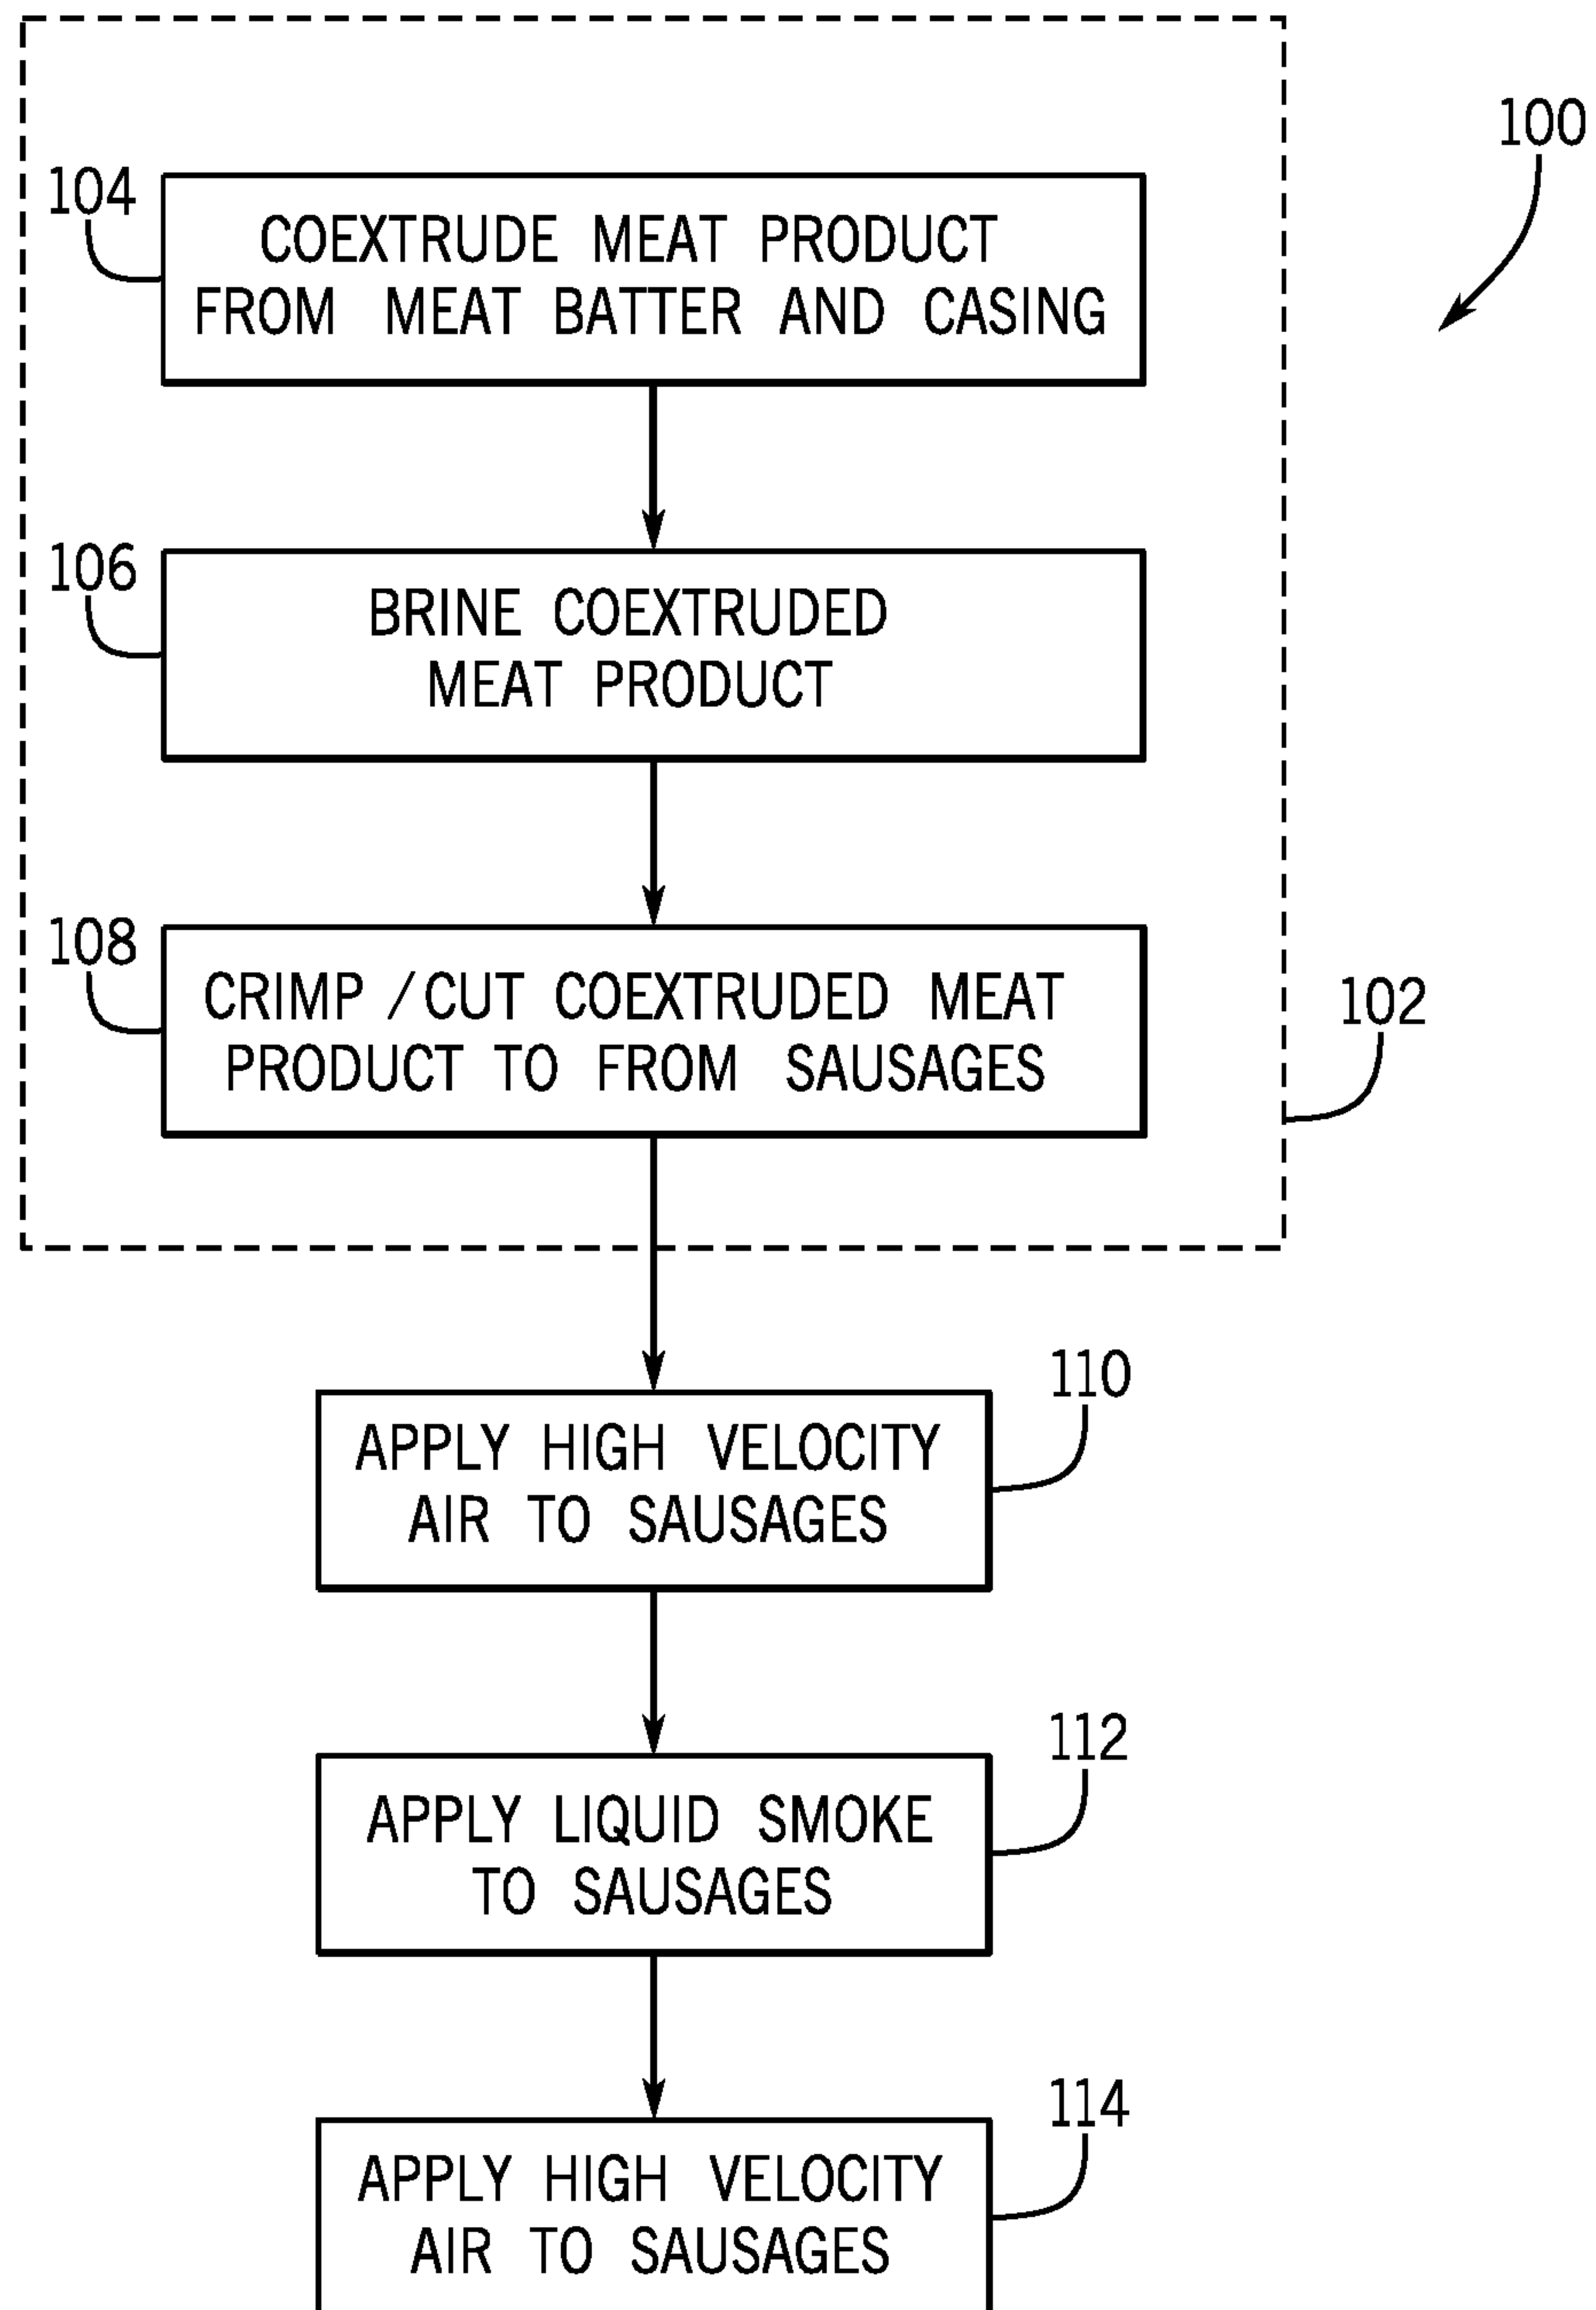 100
104
COEXTRUDE MEAT PRODUCT
FROM MEAT BATTER AND CASING
106
BRINE COEXTRUDED
MEAT PRODUCT
108
CRIMP /CUT COEXTRUDED MEAT
PRODUCT TO FROM SAUSAGES
102
110
APPLY HIGH VELOCITY
AIR TO SAUSAGES
112
APPLY LIQUID SMOKE
TO SAUSAGES
114
APPLY HIGH VELOCITY
AIR TO SAUSAGES